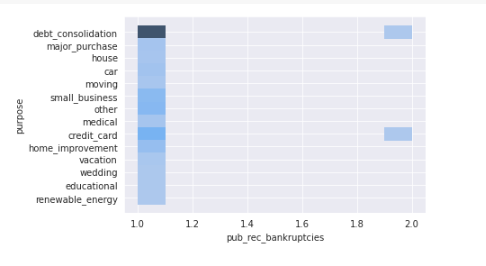 debt_consolidation
major_purchase
house
car
moving
small_business
other
medical
credit_card
home_improvement
vacation
wedding
educational
renewable_energy
purpose
1.0 1.2 1.4 1.6 1.8 2.0
pub_rec_bankruptcies